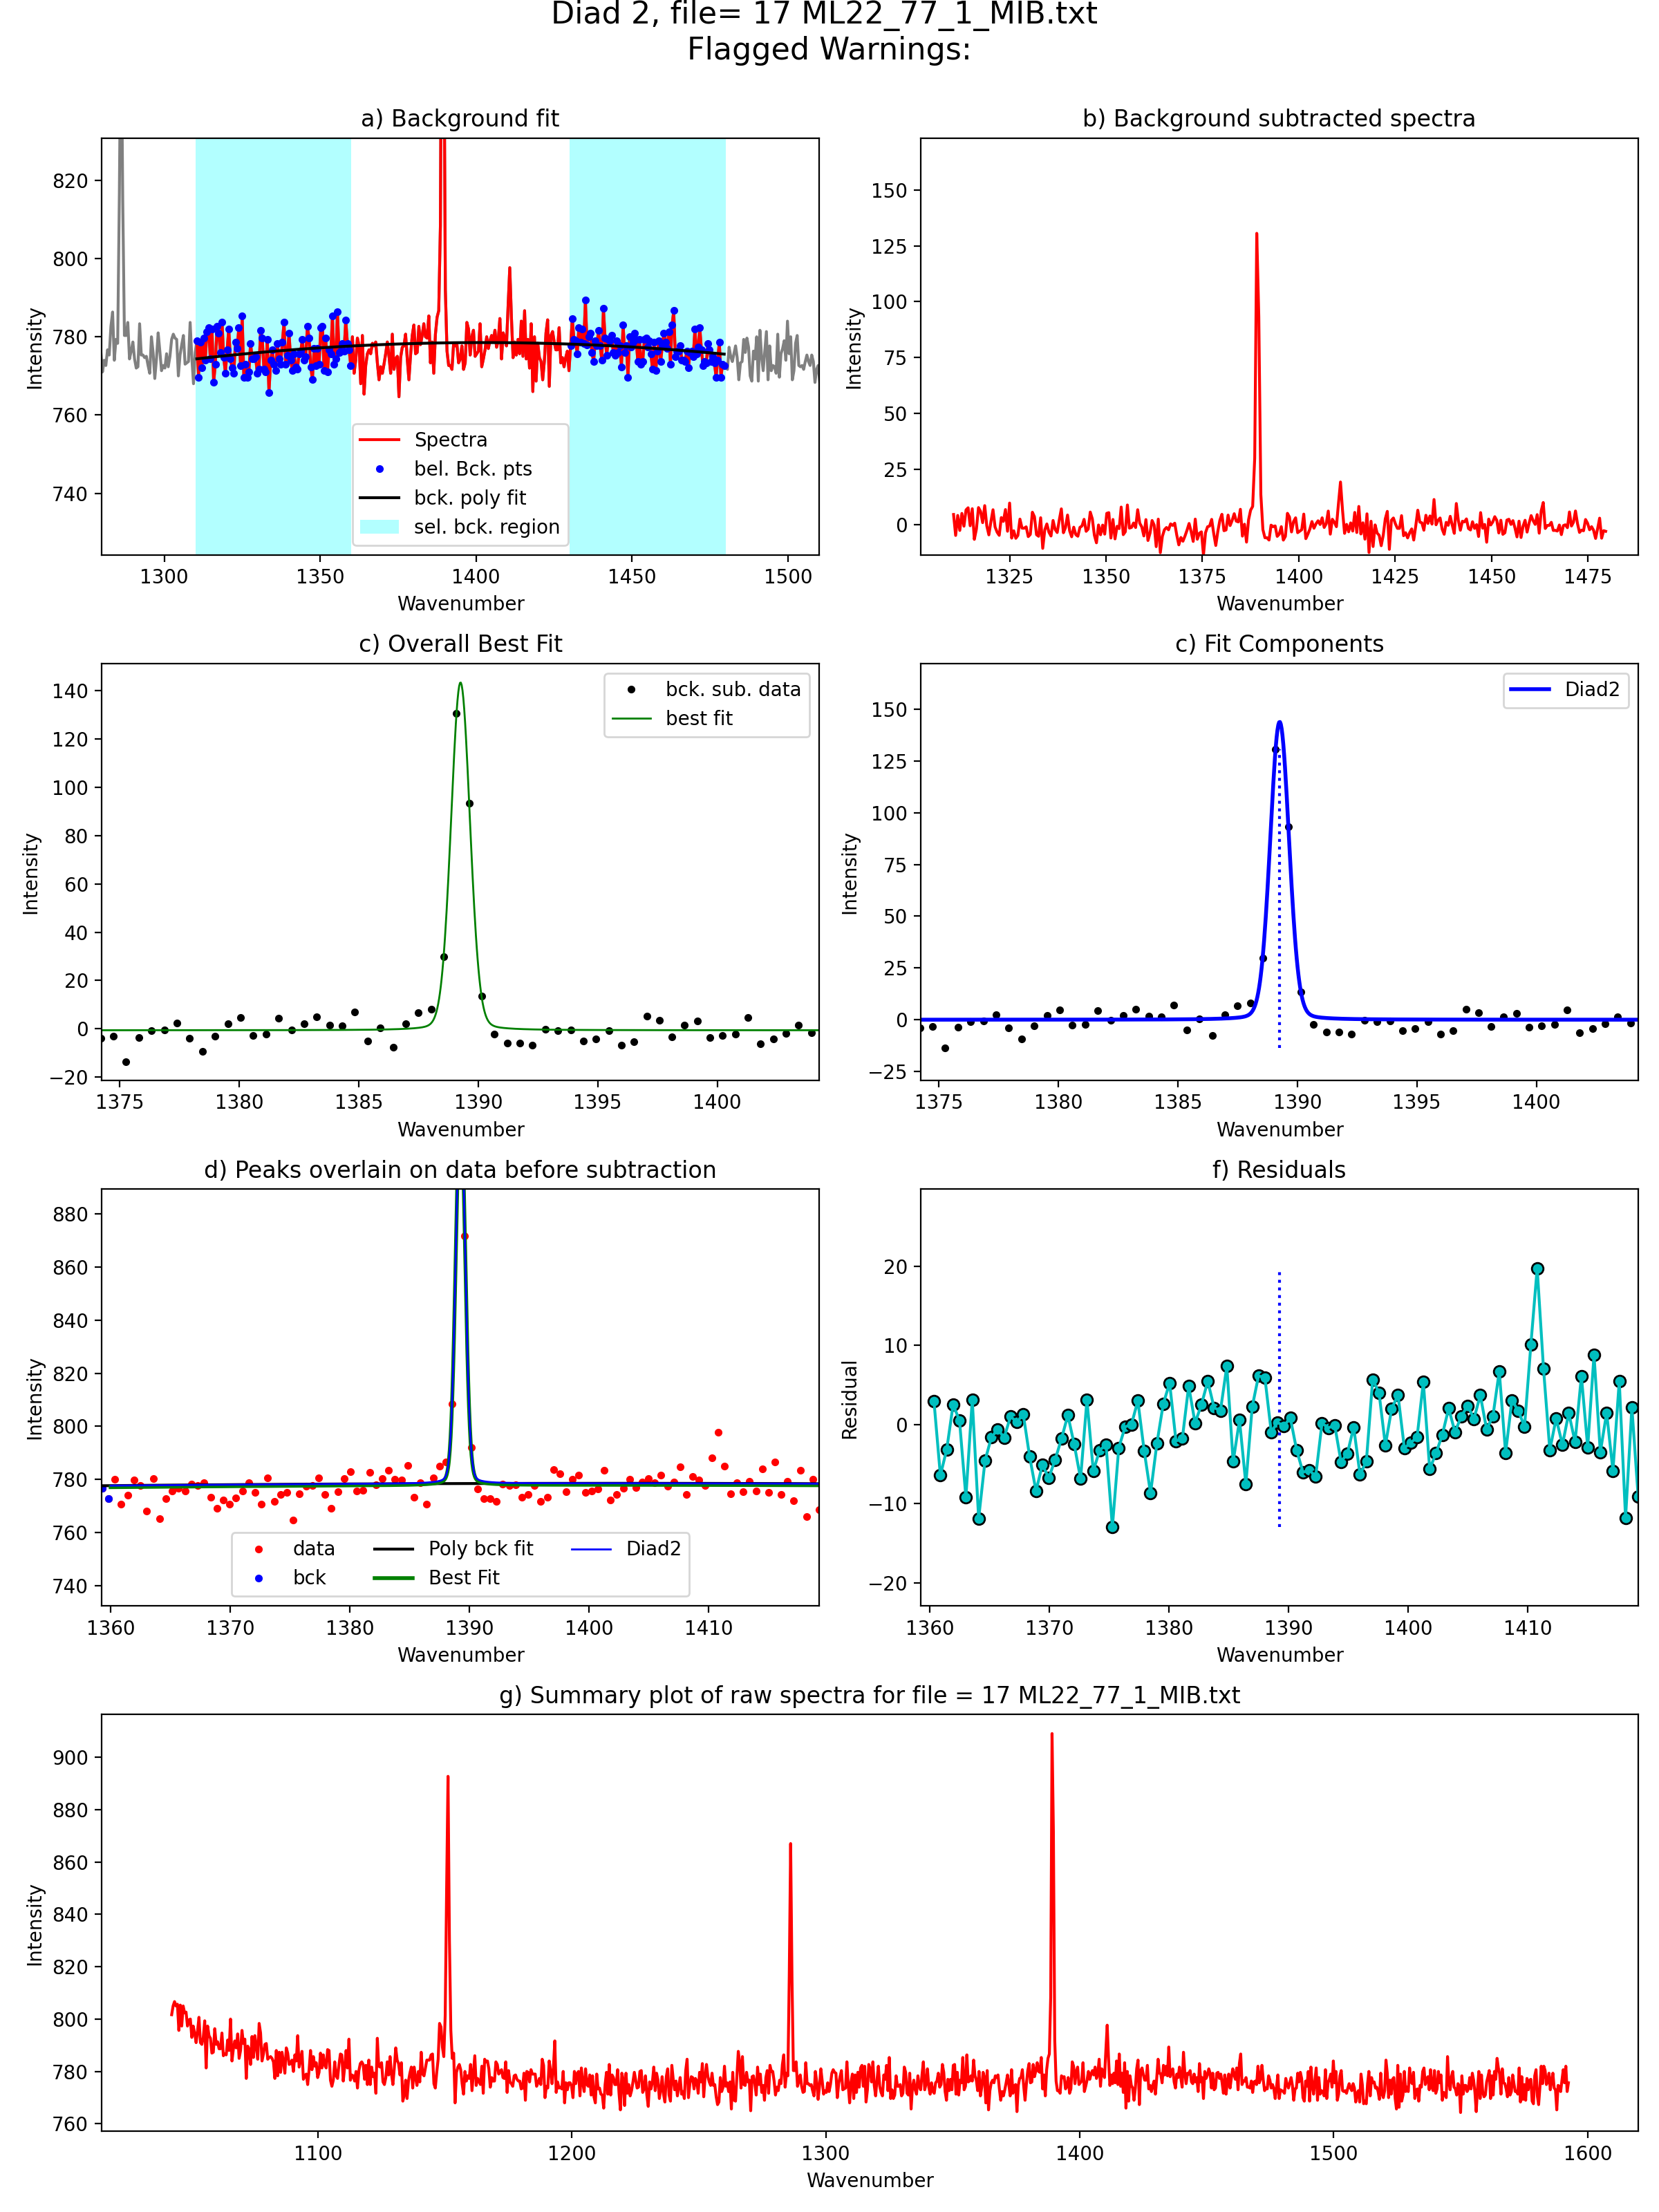 Diad 2, file= 17 ML22_77_1_MIB.txt
Flagged Warnings:
a) Background fit
820
800
780
760
740
Intensity
Spectra
bel. Bck. pts
bck. poly fit
sel. bck. region
1300 1350 1400 1450 1500
Wavenumber
b) Background subtracted spectra
150
125
100
75
50
25
0
Intensity
1325 1350 1375 1400 1425 1450 1475
Wavenumber
c) Overall Best Fit
140
120
100
80
60
40
20
0
−20
Intensity
bck. sub. data
best fit
1375 1380 1385 1390 1395 1400
Wavenumber
c) Fit Components
150
125
100
75
50
25
0
−25
Intensity
Diad2
1375 1380 1385 1390 1395 1400
Wavenumber
d) Peaks overlain on data before subtraction
880
860
840
820
800
780
760
740
Intensity
data Poly bck fit Diad2
bck Best Fit
1360 1370 1380 1390 1400 1410
Wavenumber
f) Residuals
20
10
0
−10
−20
Residual
1360 1370 1380 1390 1400 1410
Wavenumber
g) Summary plot of raw spectra for file = 17 ML22_77_1_MIB.txt
900
880
860
840
820
800
780
760
Intensity
1100 1200 1300 1400 1500 1600
Wavenumber